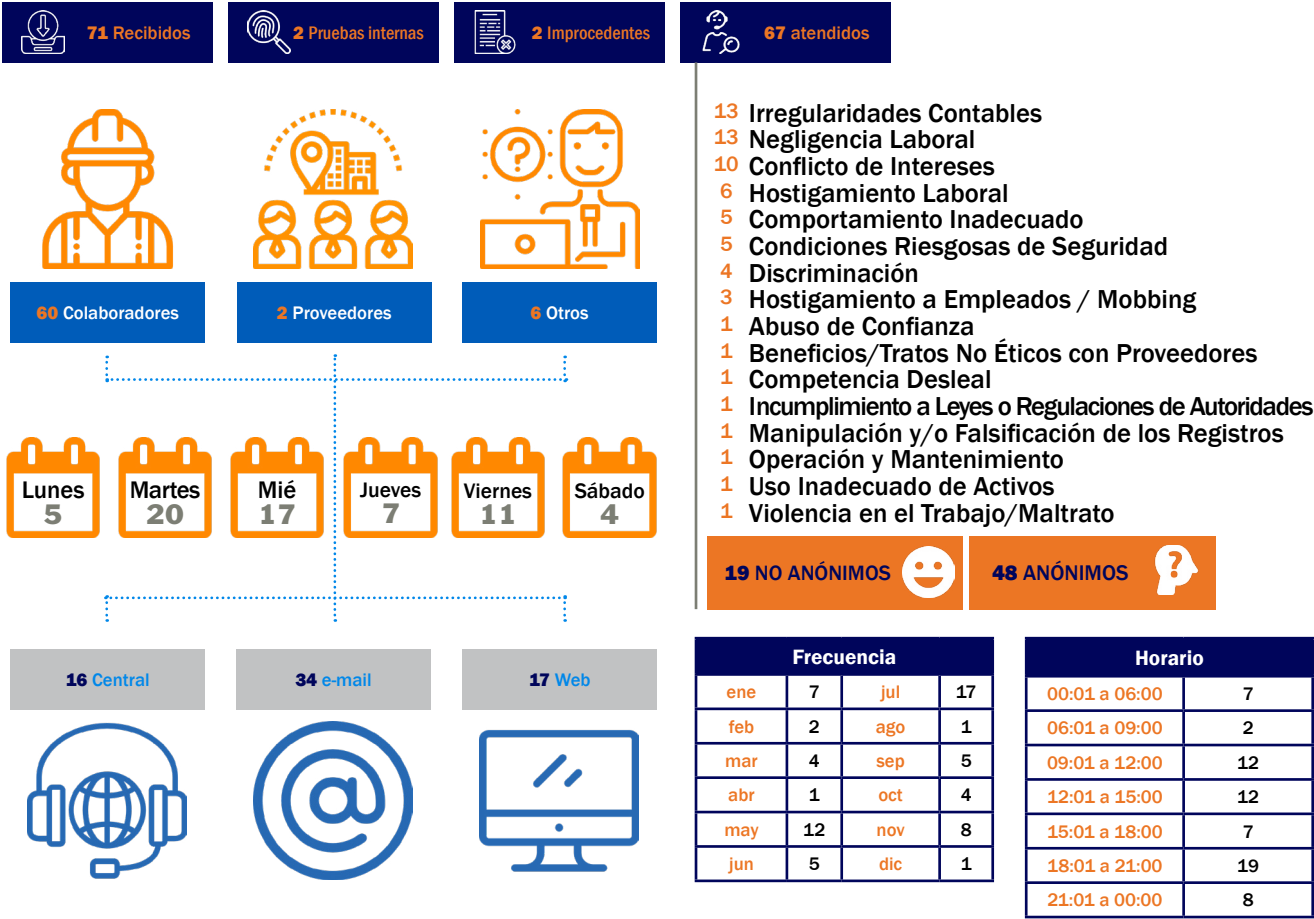 71 Recibidos
2 Pruebas internas
2 Improcedentes
67 atendidos
60 Colaboradores
2 Proveedores
6 Otros
Lunes
5
Martes
20
Mié
17
Jueves
7
Viernes
11
Sábado
4
16 Central
34 e-mail
17 Web
13 Irregularidades Contables
13 Negligencia Laboral
10 Conflicto de Intereses
6 Hostigamiento Laboral
5 Comportamiento Inadecuado
5 Condiciones Riesgosas de Seguridad
4 Discriminación
3 Hostigamiento a Empleados / Mobbing
1 Abuso de Confianza
1 Beneficios/Tratos No Éticos con Proveedores
1 Competencia Desleal
1 Incumplimiento a Leyes o Regulaciones de Autoridades
1 Manipulación y/o Falsificación de los Registros
1 Operación y Mantenimiento
1 Uso Inadecuado de Activos
1 Violencia en el Trabajo/Maltrato
19 NO ANÓNIMOS
48 ANÓNIMOS
Frecuencia
ene 7 jul 17
feb 2 ago 1
mar 4 sep 5
abr 1 oct 4
may 12 nov 8
jun 5 dic 1
Horario
00:01 a 06:00 7
06:01 a 09:00 2
09:01 a 12:00 12
12:01 a 15:00 12
15:01 a 18:00 7
18:01 a 21:00 19
21:01 a 00:00 8